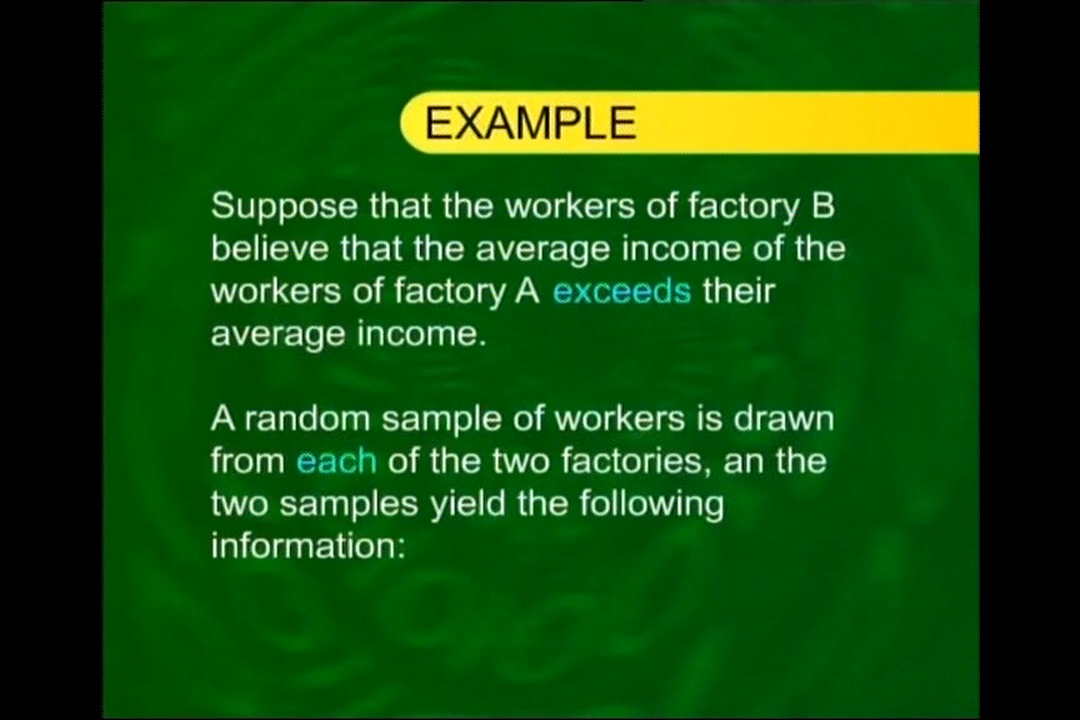 EXAMPLE
Suppose that the workers of factory B
believe that the average income of the
workers of factory A exceeds their
average income.
A random sample of workers is drawn
from each of the two factories, an the
two samples yield the following
information: